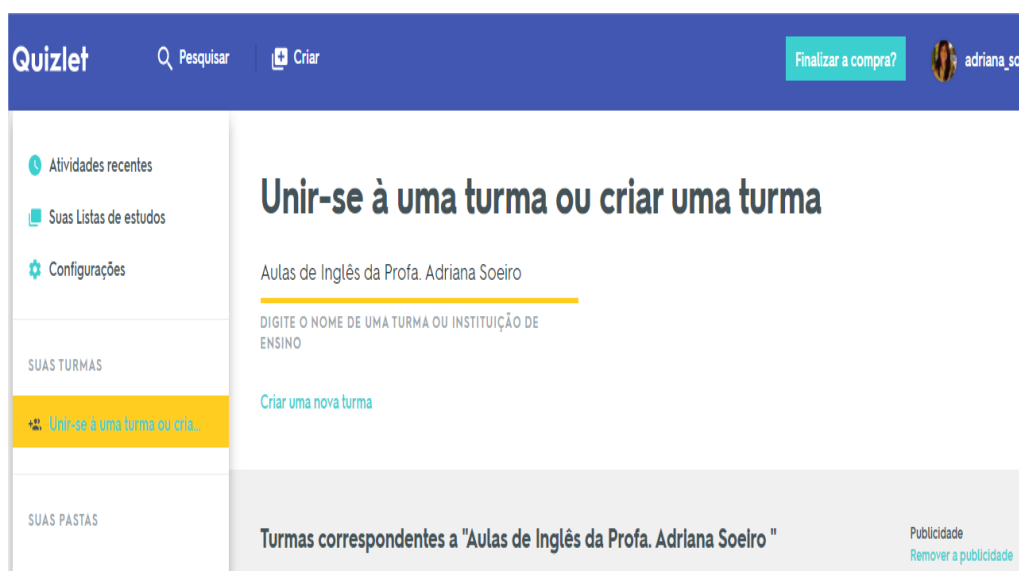 Quizlet
Pesquisar
Criar
Finalizar a compra?
Atividades recentes
Suas Listas de estudos
Configurações
SUAS TURMAS
Unir-se à uma turma ou cria...
SUAS PASTAS
Unir-se à uma turma ou criar uma turma
Aulas de Inglês da Profa. Adriana Soeiro
DIGITE O NOME DE UMA TURMA OU INSTITUIÇÃO DE
ENSINO
Criar uma nova turma
Turmas correspondentes a "Aulas de Inglês da Profa. Adriana Soeiro "
Publicidade
Remover a publicidade